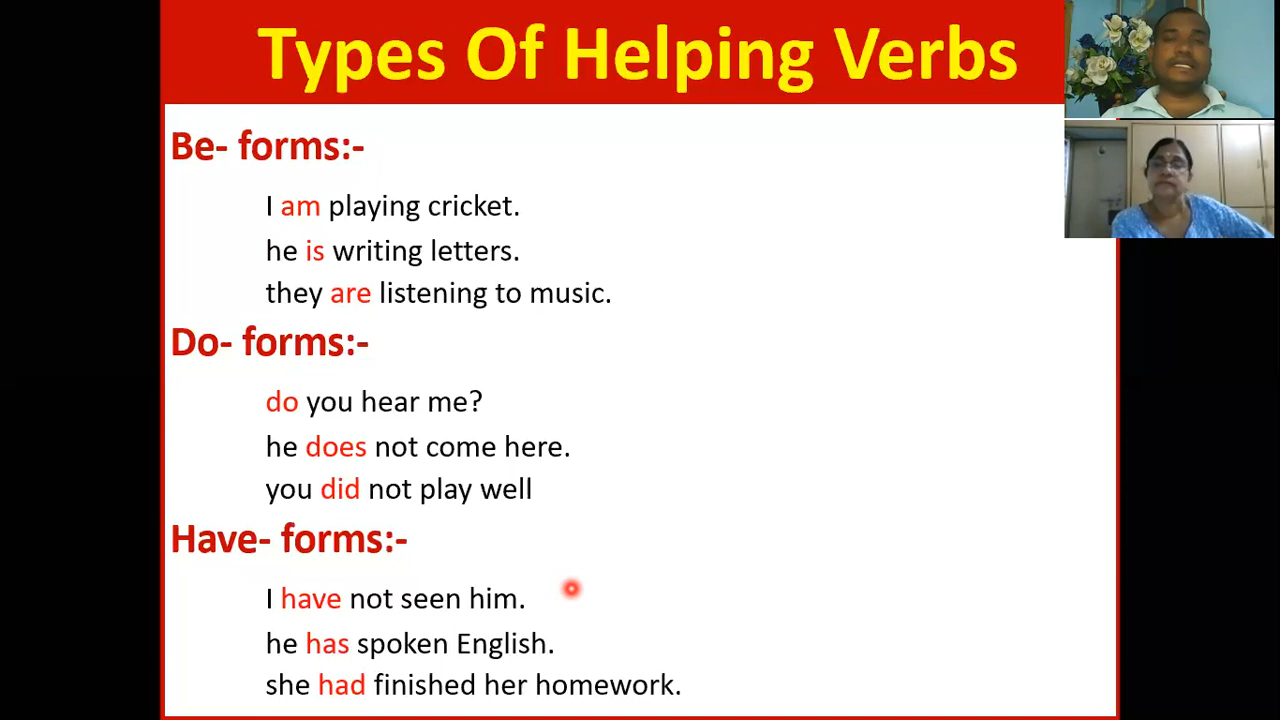 Types Of Helping Verbs
Be- forms:-
I am playing cricket.
he is writing letters.
they are listening to music.
Do- forms:-
do you hear me?
he does not come here.
you did not play well
Have- forms:-
I have not seen him.
he has spoken English.
she had finished her homework.